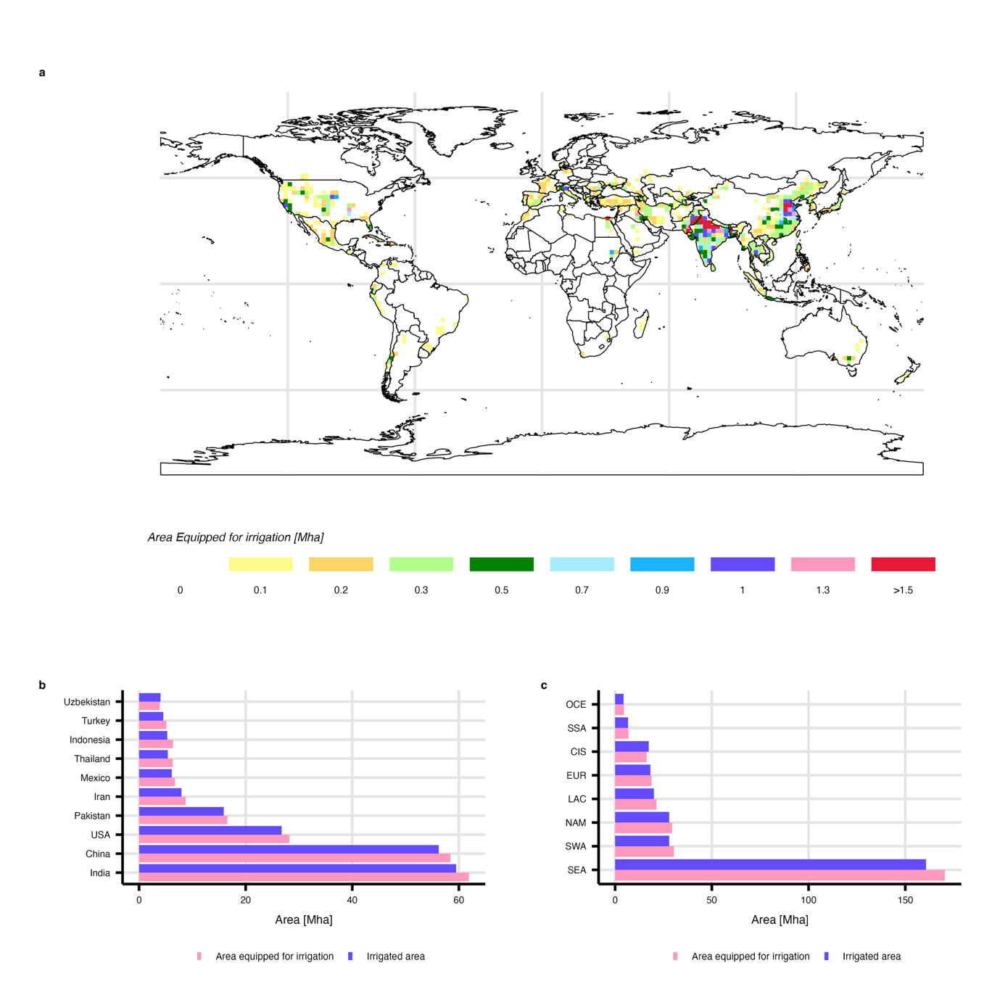 a
Area Equipped for irrigation [Mha]
0 0.1 0.2 0.3 0.5 0.7 0.9 1 1.3 >1.5
b
Uzbekistan
Turkey
Indonesia
Thailand
Mexico
Iran
Pakistan
USA
China
India
0 20 40 60
Area [Mha]
Area equipped for irrigation Irrigated area
c
OCE
SSA
CIS
EUR
LAC
NAM
SWA
SEA
0 50 100 150
Area [Mha]
Area equipped for irrigation Irrigated area